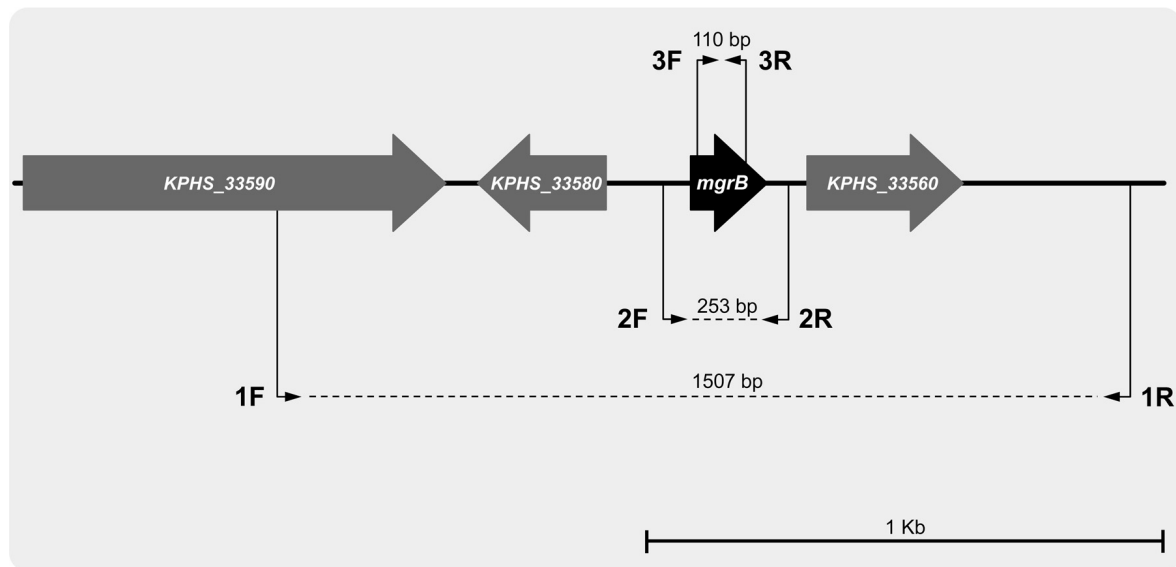 110 bp
3F 3R
KPHS_33590 KPHS_33580 mgrB KPHS_33560
253 bp
2F 2R
1507 bp
1F 1R
1 Kb